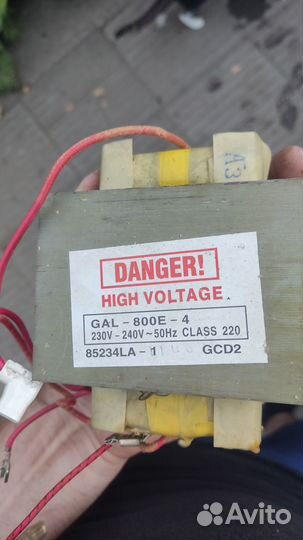 A3
DANGER!
HIGH VOLTAGE
GAL-800E-4
230V-240V~50Hz CLASS 220
85234LA-1 GCD2
Avito